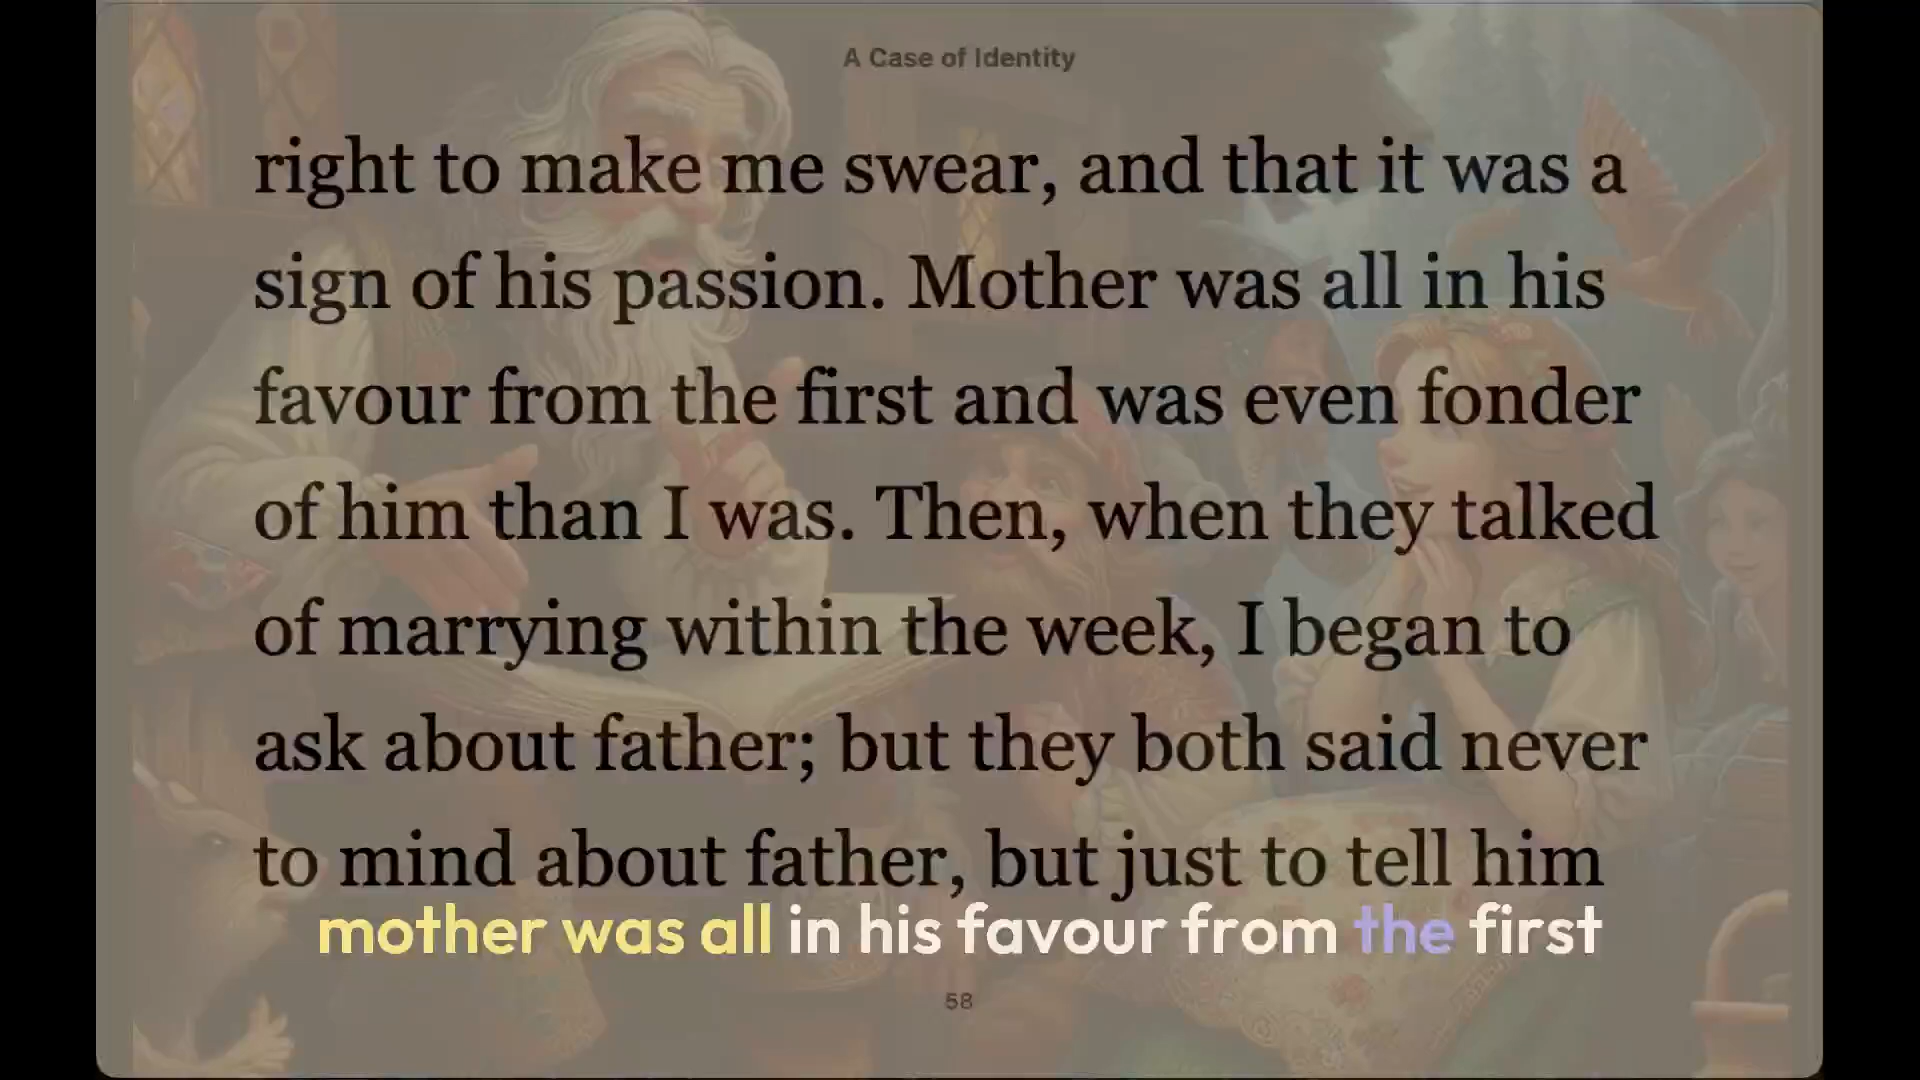 A Case of Identity
right to make me swear, and that it was a
sign of his passion. Mother was all in his
favour from the first and was even fonder
of him than I was. Then, when they talked
of marrying within the week, I began to
ask about father; but they both said never
to mind about father, but just to tell him
mother was all in his favour from the first
58